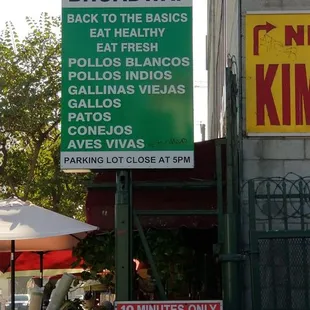 BACK TO THE BASICS
EAT HEALTHY
EAT FRESH
POLLOS BLANCOS
POLLOS INDIOS
GALLINAS VIEJAS
GALLOS
PATOS
CONEJOS
AVES VIVAS
PARKING LOT CLOSE AT 5PM
10 MINUTES ONLY